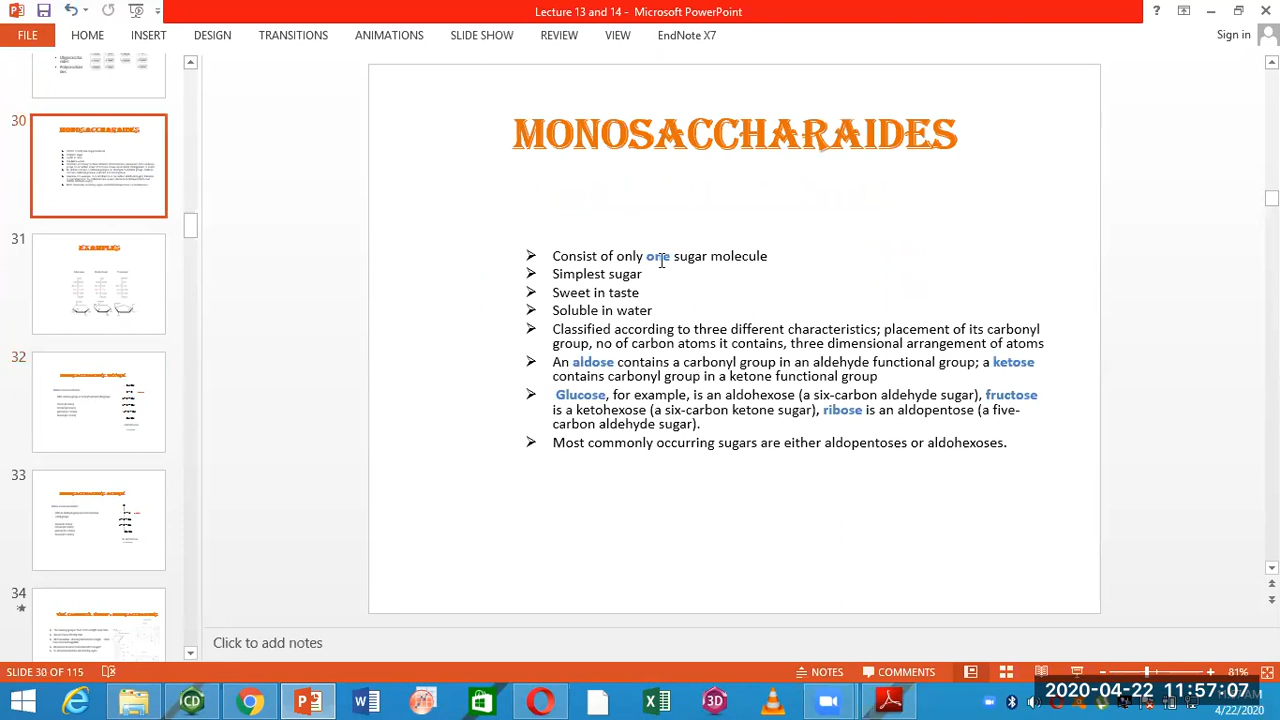 Lecture 13 and 14 - Microsoft PowerPoint
FILE HOME INSERT DESIGN TRANSITIONS ANIMATIONS SLIDE SHOW REVIEW VIEW EndNote X7 Sign in
30
31
32
33
34
MONOSACCHARAIDES
EXAMPLES
MONOSACCHARAIDES
Consist of only one sugar molecule
Simplest sugar
Sweet in taste
Soluble in water
Classified according to three different characteristics; placement of its carbonyl
group, no of carbon atoms it contains, three dimensional arrangement of atoms
An aldose contains a carbonyl group in an aldehyde functional group; a ketose
contains carbonyl group in a ketone functional group
Glucose, for example, is an aldohexose (a six-carbon aldehyde sugar), fructose
is a ketohexose (a six-carbon ketone sugar), ribose is an aldopentose (a five-
carbon aldehyde sugar).
Most commonly occurring sugars are either aldopentoses or aldohexoses.
Click to add notes
SLIDE 30 OF 115 NOTES COMMENTS 81%
2020-04-22 11:57:07
4/22/2020